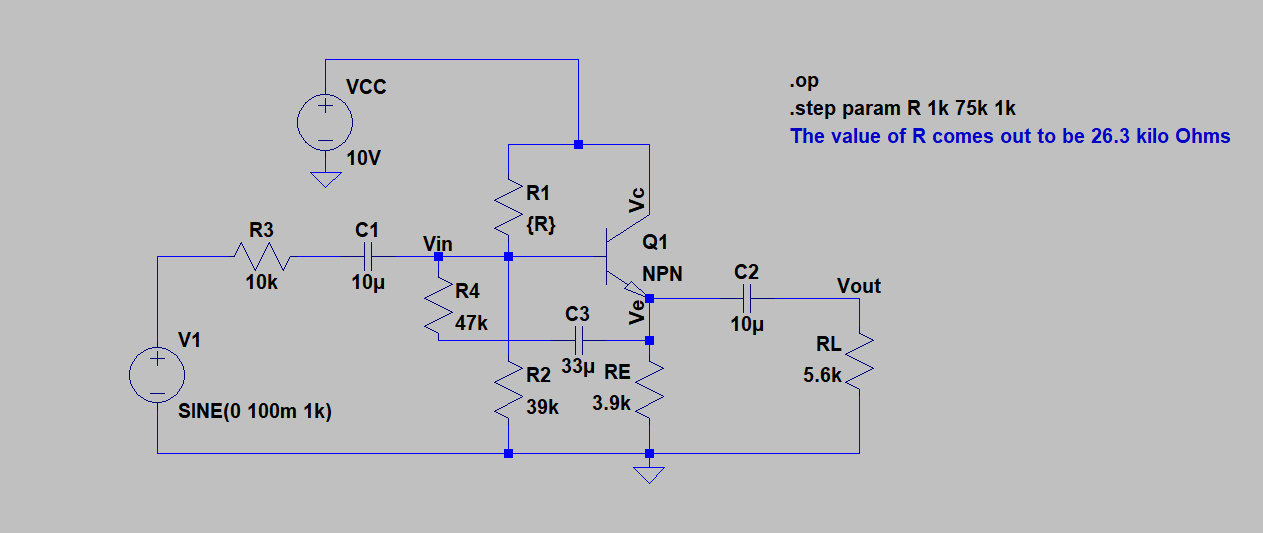 VCC
10V
.op
.step param R 1k 75k 1k
The value of R comes out to be 26.3 kilo Ohms
R1
{R}
Vc
Q1
NPN
R3
10k
C1
10µ
Vin
R4
47k
C3
33µ
Ve
C2
10µ
Vout
V1
SINE(0 100m 1k)
R2
39k
RE
3.9k
RL
5.6k